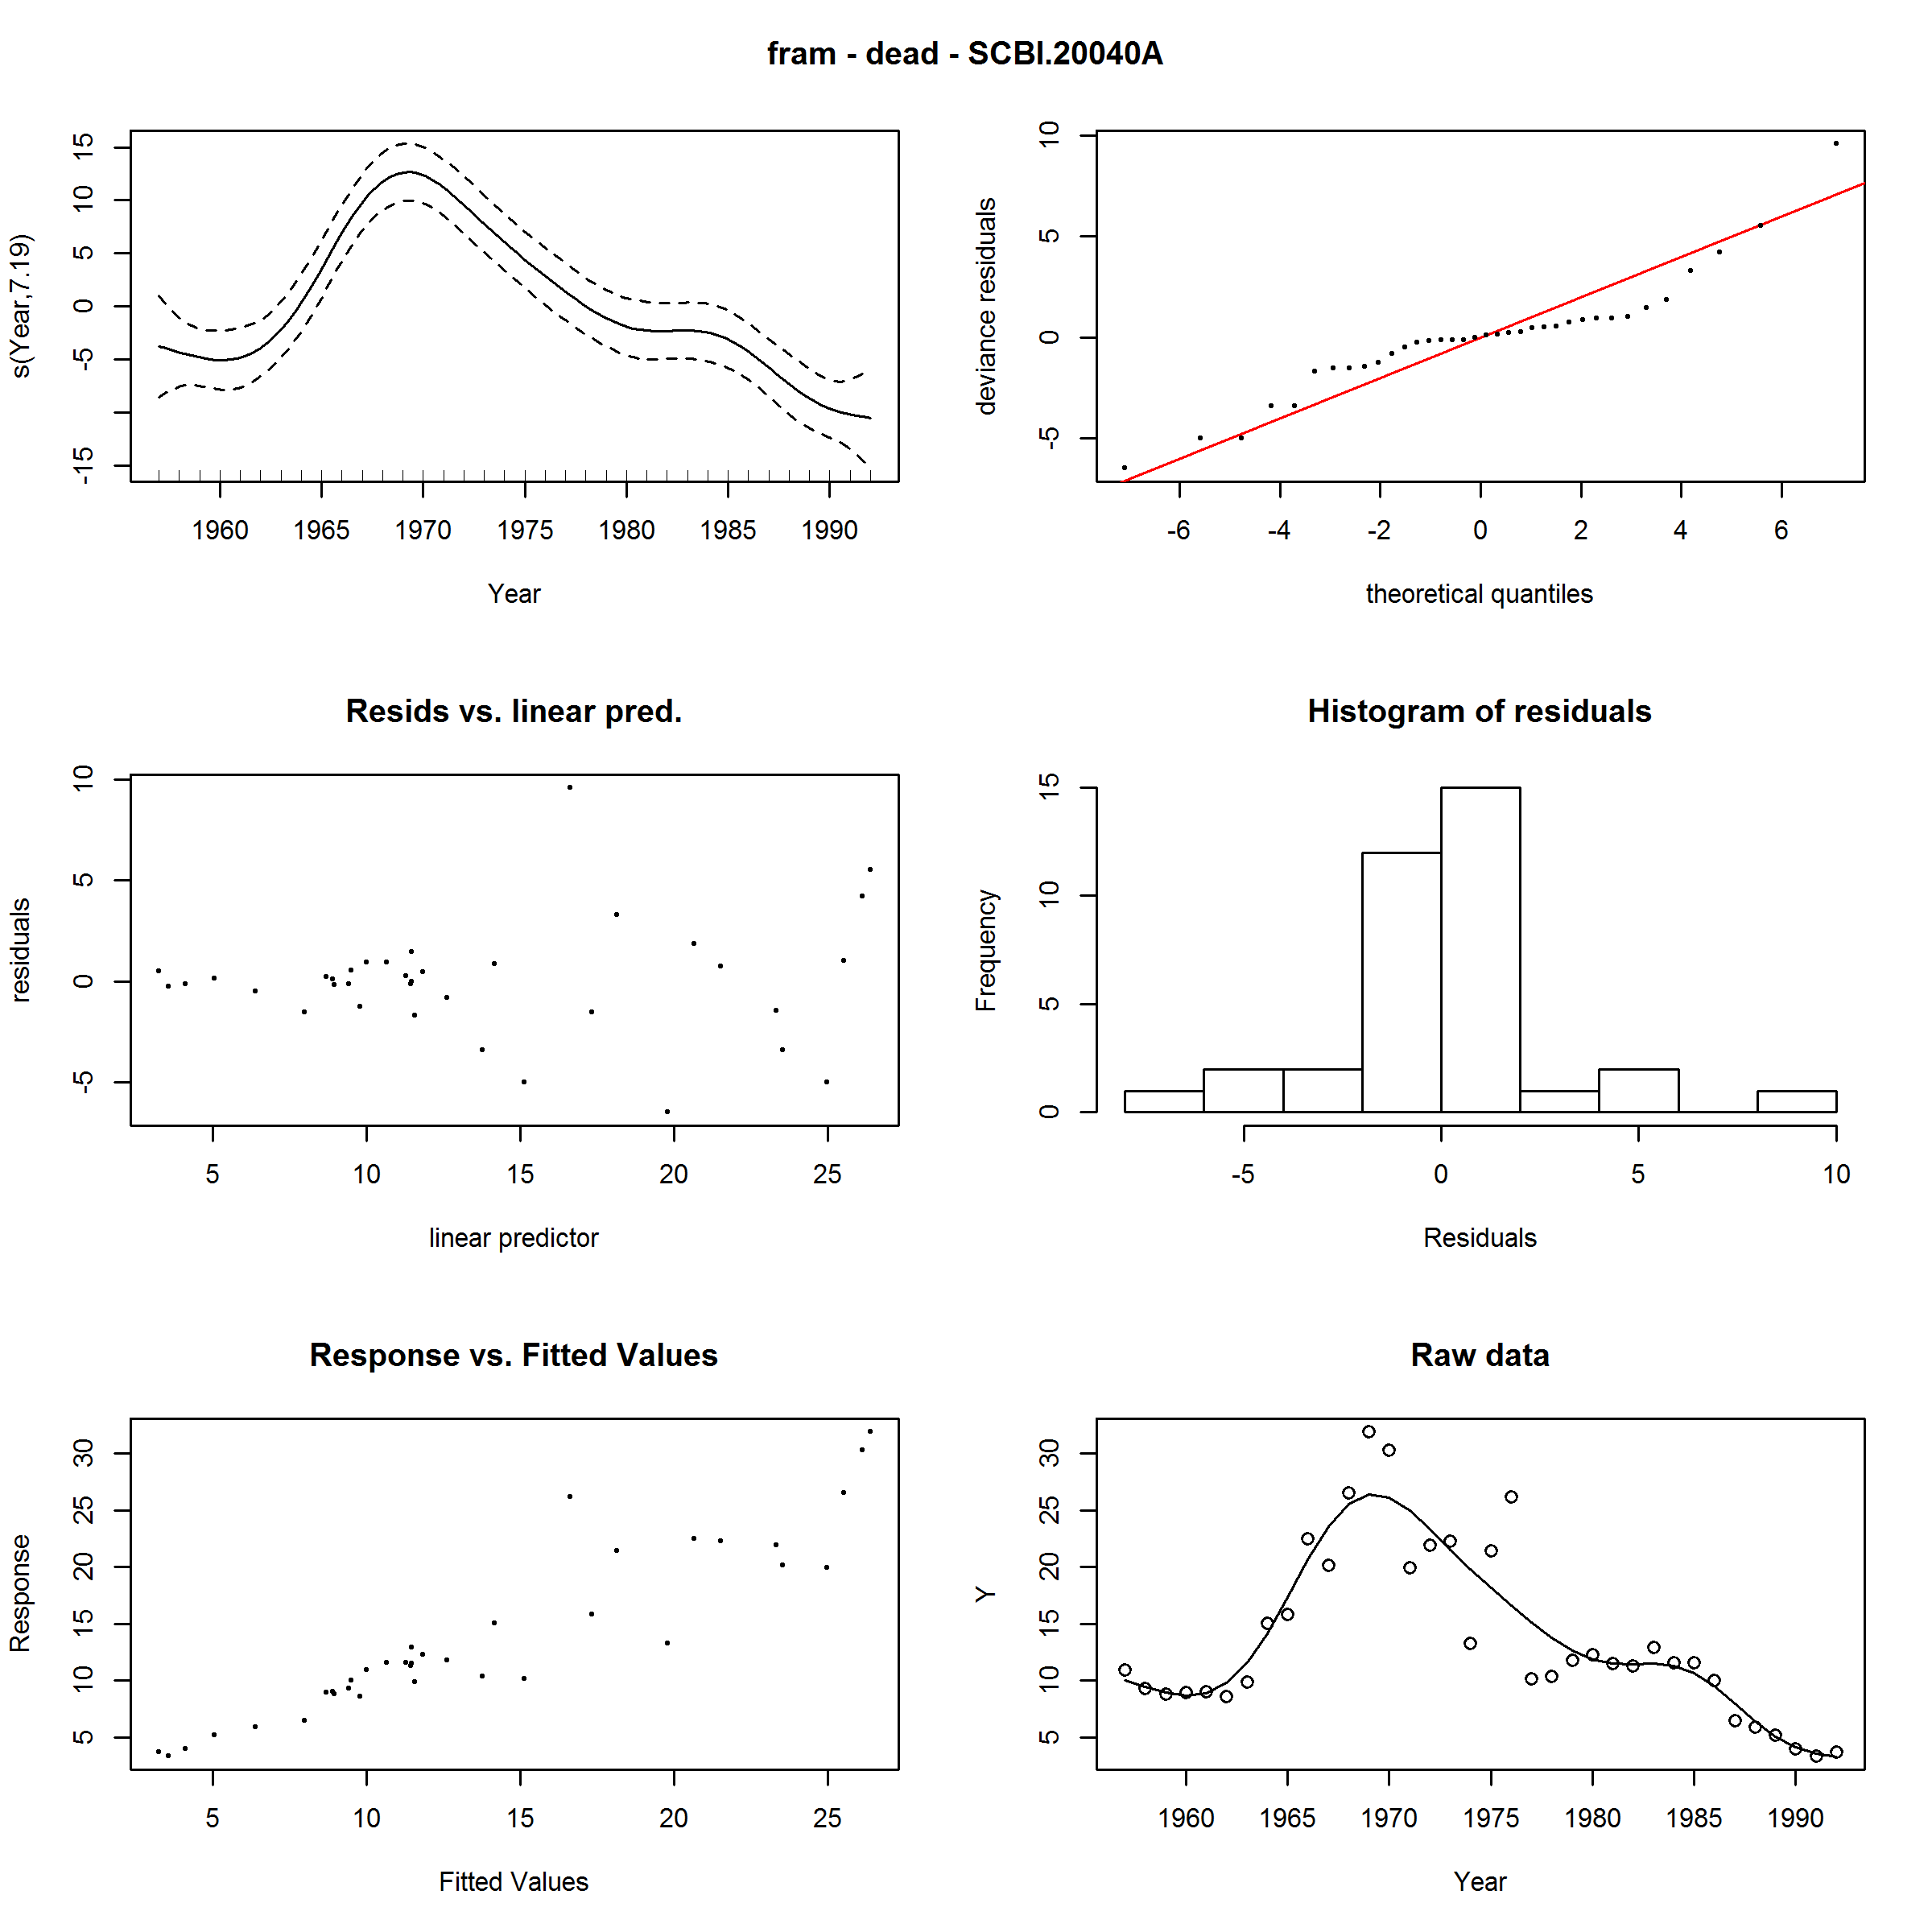 fram - dead - SCBI.20040A
s(Year,7.19)
-15 -5 0 5 10 15
1960 1965 1970 1975 1980 1985 1990
Year
deviance residuals
-5 0 5 10
-6 -4 -2 0 2 4 6
theoretical quantiles
Resids vs. linear pred.
residuals
-5 0 5 10
5 10 15 20 25
linear predictor
Histogram of residuals
Frequency
0 5 10 15
-5 0 5 10
Residuals
Response vs. Fitted Values
Response
5 10 15 20 25 30
5 10 15 20 25
Fitted Values
Raw data
Y
5 10 15 20 25 30
1960 1965 1970 1975 1980 1985 1990
Year